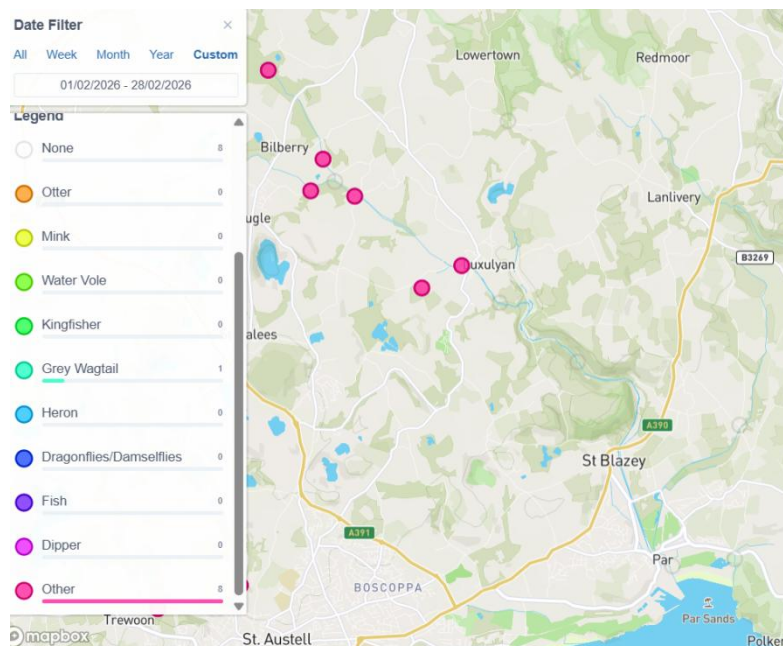 Date Filter ×
All Week Month Year Custom
01/02/2026 - 28/02/2026
Legend
None 8
Otter 0
Mink 0
Water Vole 0
Kingfisher 0
Grey Wagtail 1
Heron 0
Dragonflies/Damselflies 0
Fish 0
Dipper 0
Other 8
Lowertown
Redmoor
Bilberry
Lanlivery
ugle
B3269
uxulyan
alees
A390
St Blazey
A391
Par
BOSCOPPA
Par Sands
Trewoon
St. Austell
Polker
mapbox